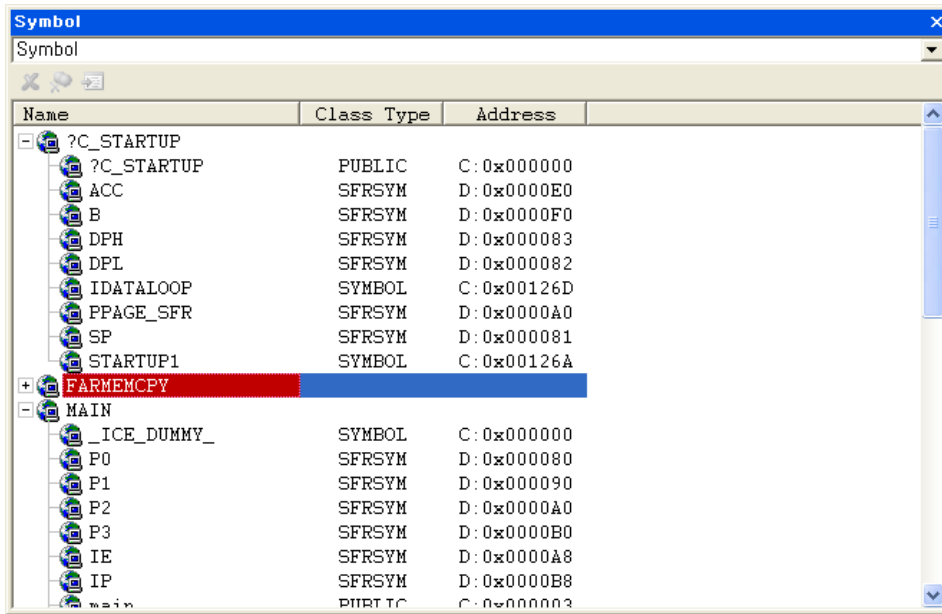 Symbol
Symbol
Name Class Type Address
?C_STARTUP
?C_STARTUP PUBLIC C:0x000000
ACC SFRSYM D:0x0000E0
B SFRSYM D:0x0000F0
DPH SFRSYM D:0x000083
DPL SFRSYM D:0x000082
IDATALOOP SYMBOL C:0x00126D
PPAGE_SFR SFRSYM D:0x0000A0
SP SFRSYM D:0x000081
STARTUP1 SYMBOL C:0x00126A
FARMEMCPY
MAIN
_ICE_DUMMY_ SYMBOL C:0x000000
P0 SFRSYM D:0x000080
P1 SFRSYM D:0x000090
P2 SFRSYM D:0x0000A0
P3 SFRSYM D:0x0000B0
IE SFRSYM D:0x0000A8
IP SFRSYM D:0x0000B8
main PUBLIC C:0x000003